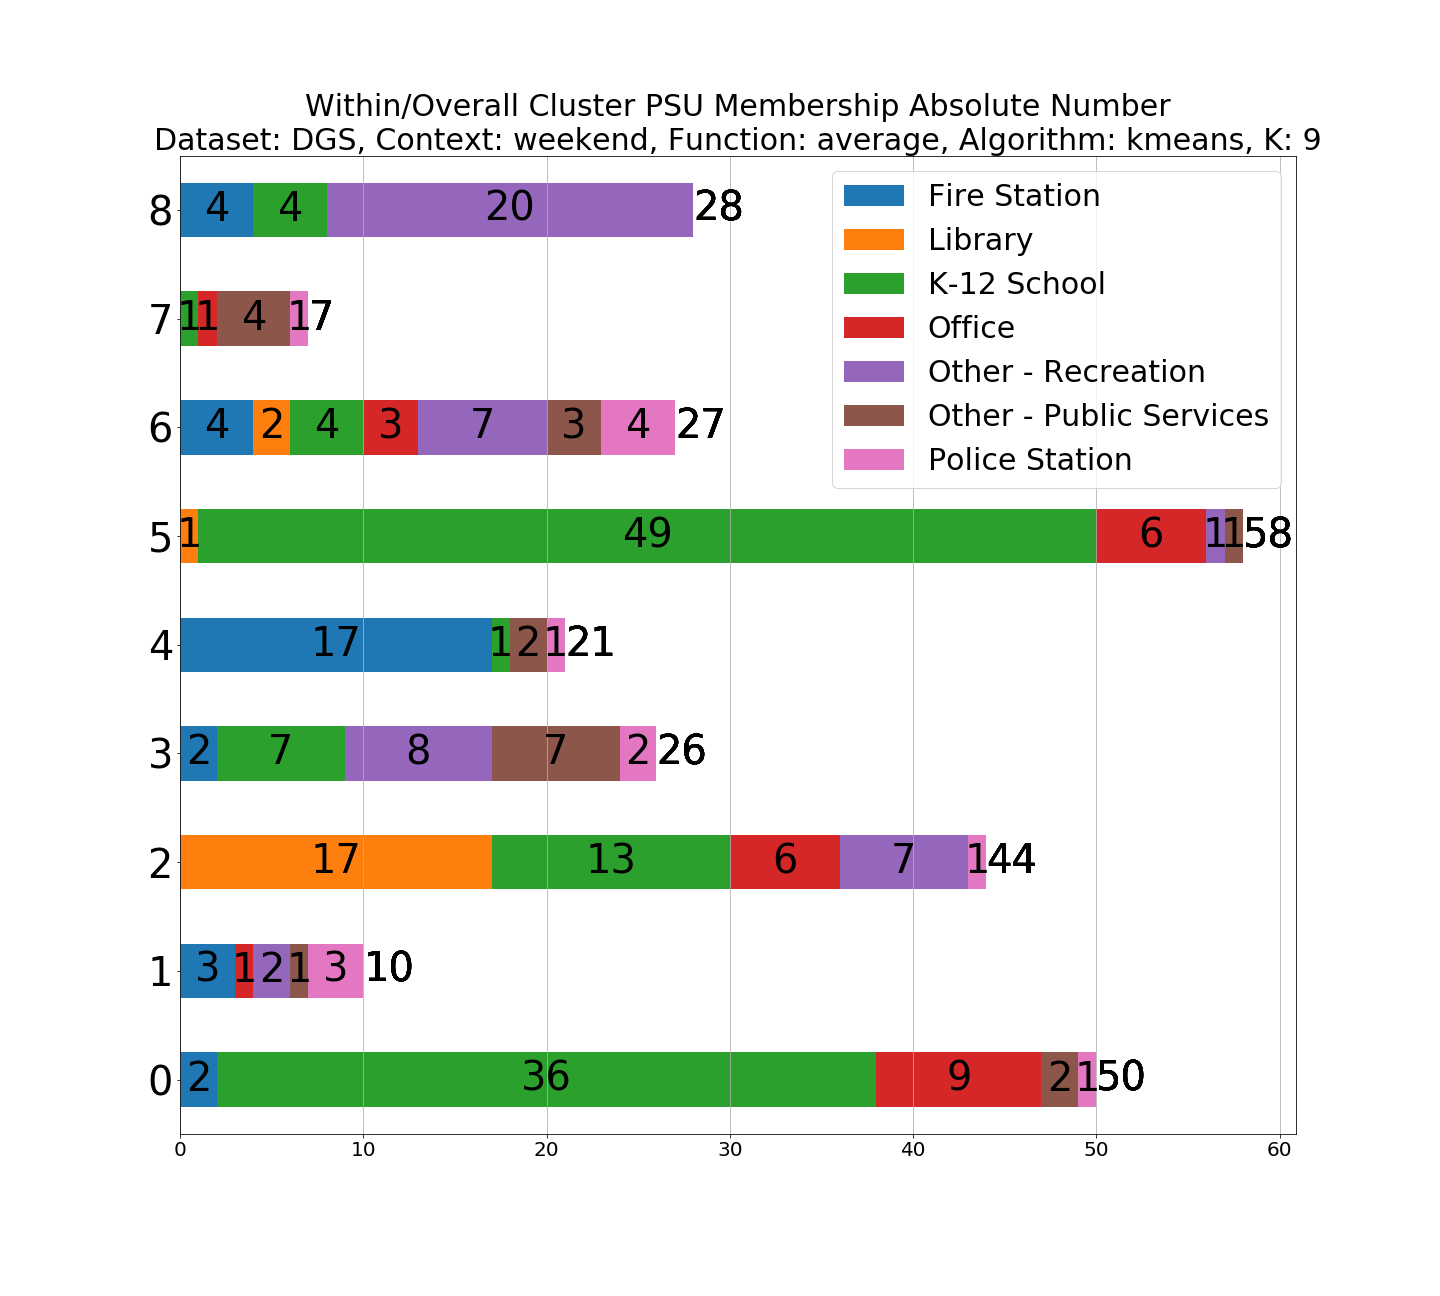 Within/Overall Cluster PSU Membership Absolute Number
Dataset: DGS, Context: weekend, Function: average, Algorithm: kmeans, K: 9
Fire Station
Library
K-12 School
Office
Other - Recreation
Other - Public Services
Police Station
8 4 4 20 28
7 1 1 4 1 7
6 4 2 4 3 7 3 4 27
5 1 49 6 1 1 58
4 17 1 2 1 21
3 2 7 8 7 2 26
2 17 13 6 7 1 44
1 3 1 2 1 3 10
0 2 36 9 2 1 50
0 10 20 30 40 50 60